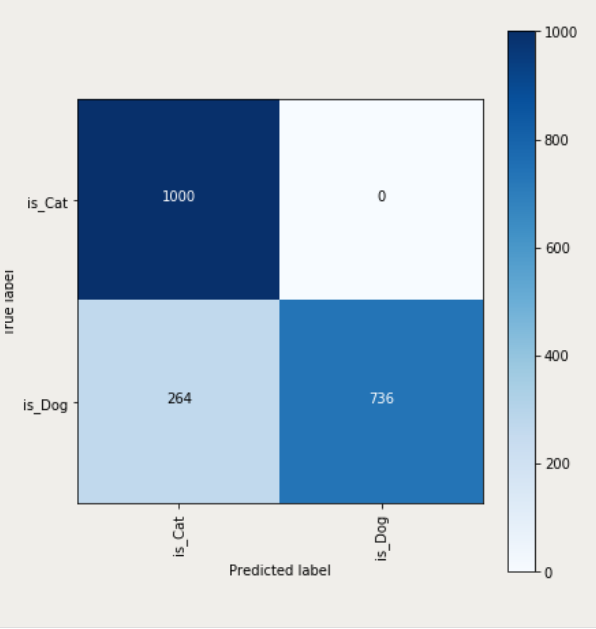 1000
800
600
400
200
0
is_Cat
1000
0
is_Dog
264
736
is_Cat
is_Dog
True label
Predicted label